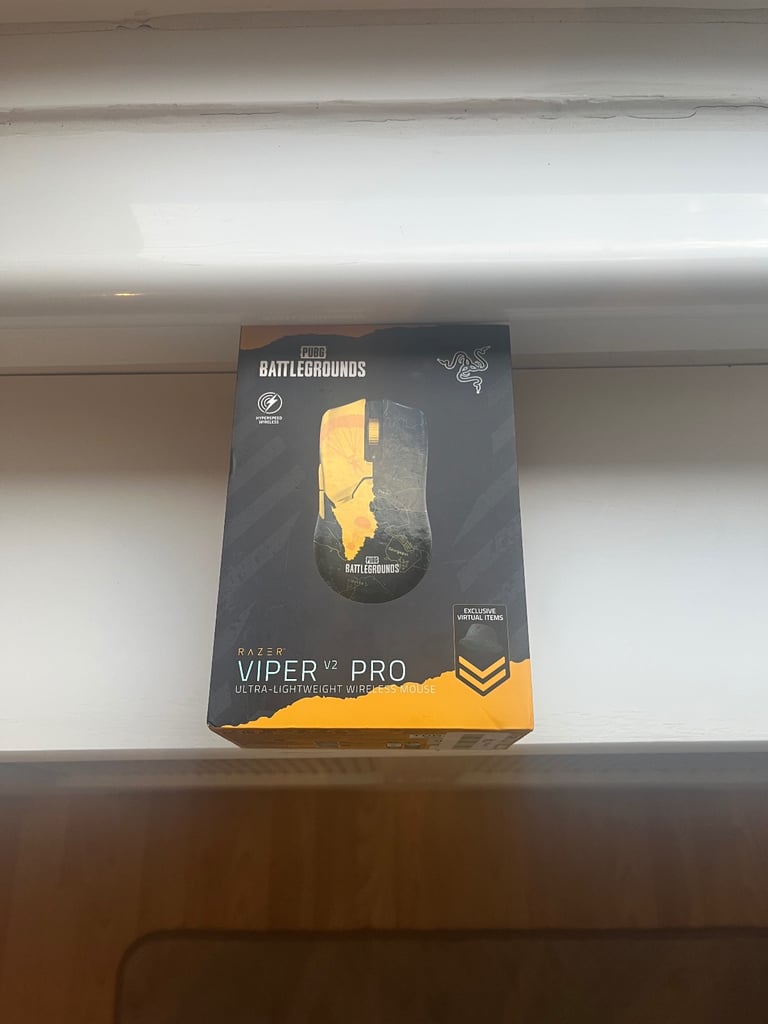 PUBG
BATTLEGROUNDS
HYPERSPEED
WIRELESS
PUBG
BATTLEGROUNDS
EXCLUSIVE
VIRTUAL ITEMS
RAZER
VIPER V2 PRO
ULTRA-LIGHTWEIGHT WIRELESS MOUSE